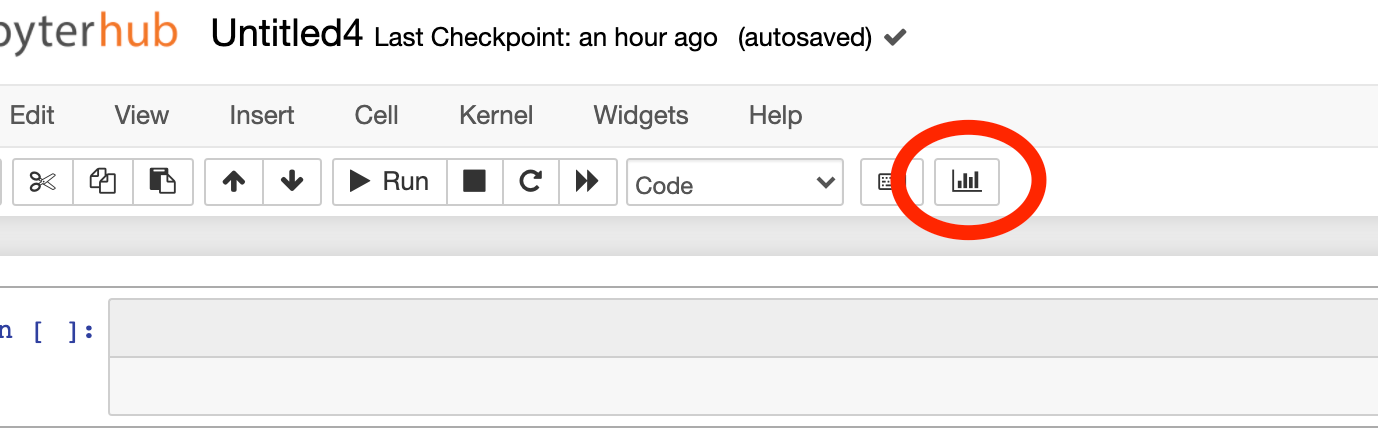 pyterhub Untitled4 Last Checkpoint: an hour ago (autosaved)
Edit View Insert Cell Kernel Widgets Help
Run Code
n [ ]: